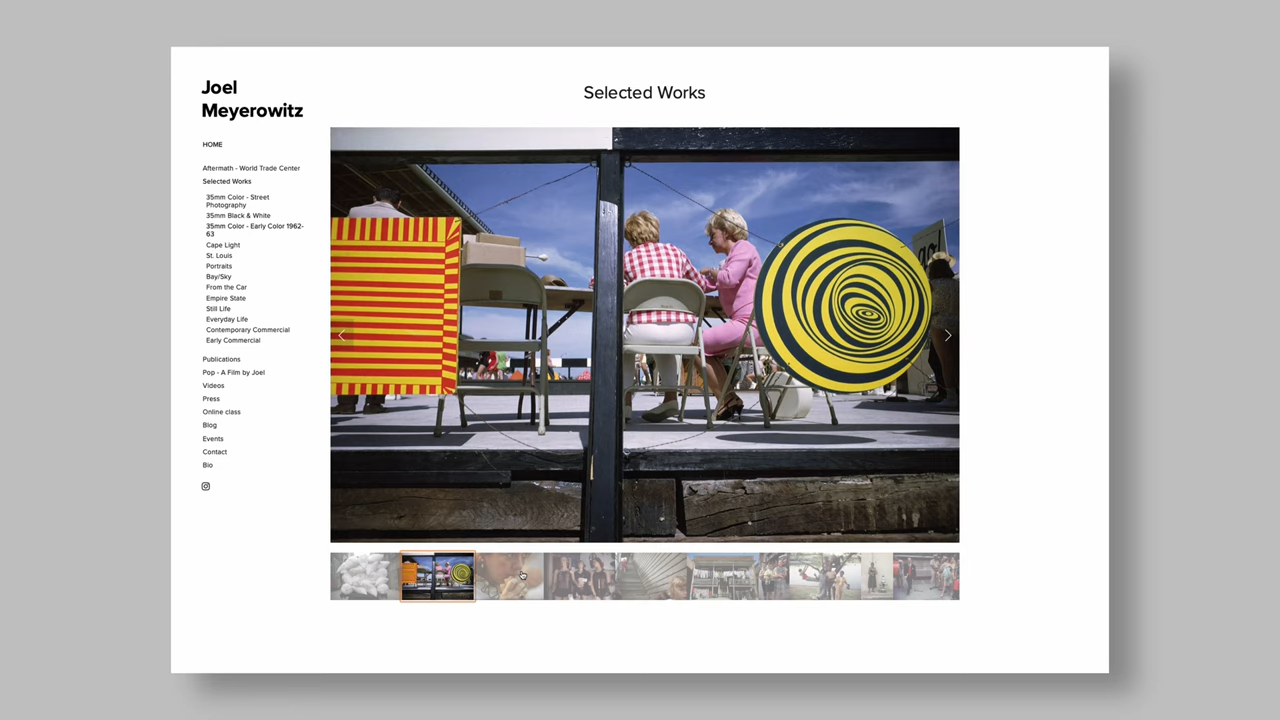 Joel
Meyerowitz
HOME
Aftermath - World Trade Center
Selected Works
35mm Color - Street
Photography
35mm Black & White
35mm Color - Early Color 1962-
63
Cape Light
St. Louis
Portraits
Bay/Sky
From the Car
Empire State
Still Life
Everyday Life
Contemporary Commercial
Early Commercial
Publications
Pop - A Film by Joel
Videos
Press
Online class
Blog
Events
Contact
Bio
Selected Works
go!